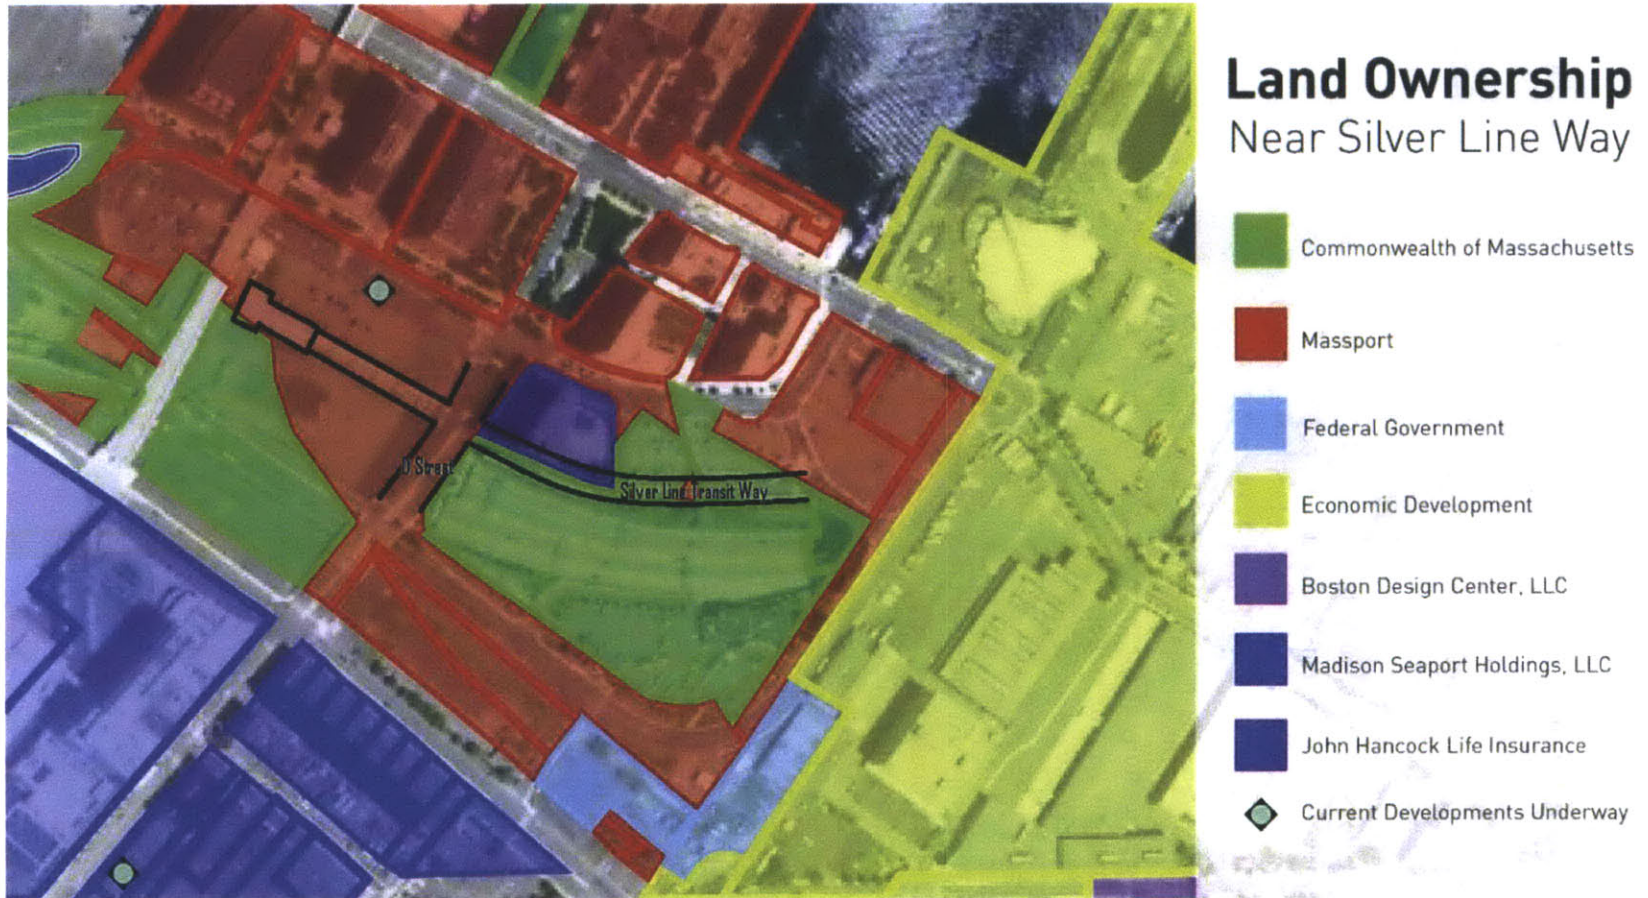 Land Ownership
Near Silver Line Way
Commonwealth of Massachusetts
Massport
Federal Government
Economic Development
Boston Design Center, LLC
Madison Seaport Holdings, LLC
John Hancock Life Insurance
Current Developments Underway
D Street
Silver Line Transit Way